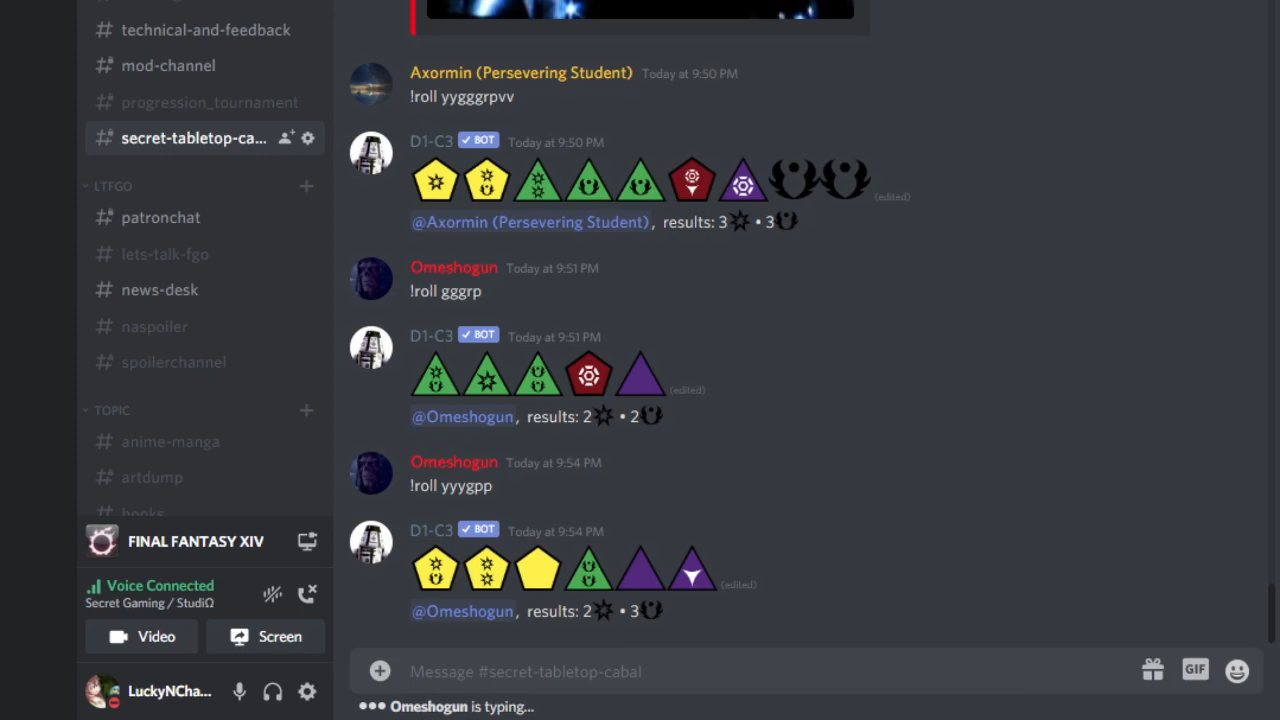 technical-and-feedback
mod-channel
progression_tournament
secret-tabletop-ca...
LTFGO
patronchat
lets-talk-fgo
news-desk
naspoiler
spoilerchannel
TOPIC
anime-manga
artdump
books
FINAL FANTASY XIV
Voice Connected
Secret Gaming / StudiΩ
Video
Screen
LuckyNCha...
Axormin (Persevering Student) Today at 9:50 PM
!roll yygggrpvv
D1-C3 BOT Today at 9:50 PM
(edited)
@Axormin (Persevering Student), results: 3 • 3
Omeshogun Today at 9:51 PM
!roll gggrp
D1-C3 BOT Today at 9:51 PM
(edited)
@Omeshogun, results: 2 • 2
Omeshogun Today at 9:54 PM
!roll yyygpp
D1-C3 BOT Today at 9:54 PM
(edited)
@Omeshogun, results: 2 • 3
Message #secret-tabletop-cabal
GIF
Omeshogun is typing...